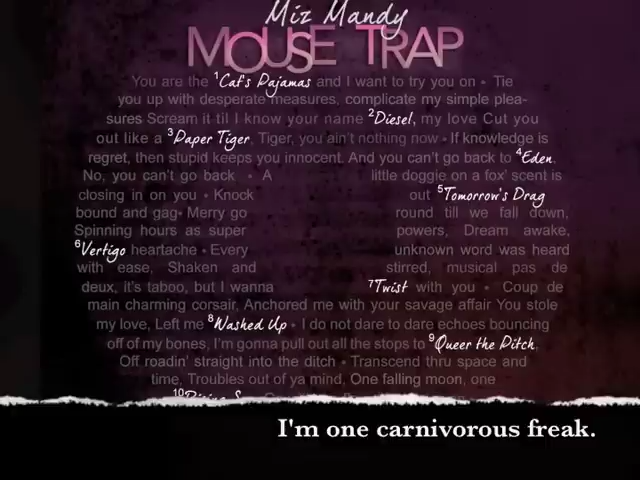 Miz Mandy
MOUSE TRAP
You are the 1Cat's Pajamas and I want to try you on • Tie
you up with desperate measures, complicate my simple plea-
sures Scream it til I know your name 2Diesel, my love Cut you
out like a 3Paper Tiger, Tiger, you ain't nothing now • If knowledge is
regret, then stupid keeps you innocent. And you can't go back to 4Eden.
No, you can't go back • A little doggie on a fox' scent is
closing in on you • Knock out 5Tomorrow's Drag
bound and gag• Merry go round till we fall down,
Spinning hours as super powers, Dream awake,
6Vertigo heartache • Every unknown word was heard
with ease, Shaken and stirred, musical pas de
deux, it's taboo, but I wanna 7Twist with you • Coup de
main charming corsair, Anchored me with your savage affair You stole
my love, Left me 8Washed Up • I do not dare to dare echoes bouncing
off of my bones, I'm gonna pull out all the stops to 9Queer the Pitch,
Off roadin' straight into the ditch • Transcend thru space and
time, Troubles out of ya mind, One falling moon, one
10
I'm one carnivorous freak.